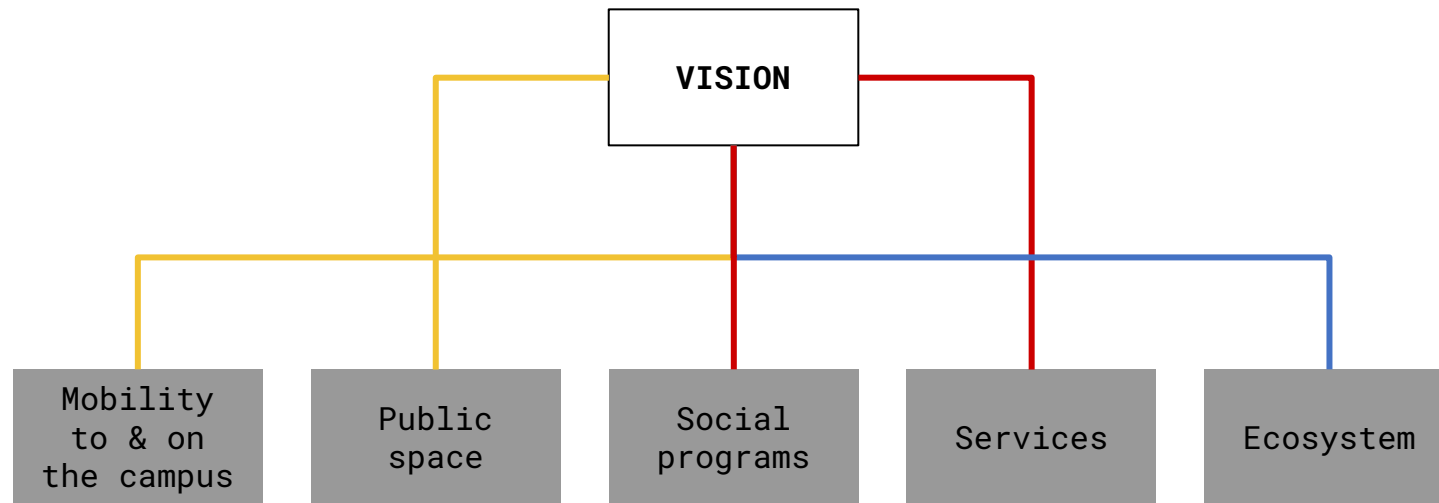 VISION
Mobility
to & on
the campus
Public
space
Social
programs
Services
Ecosystem